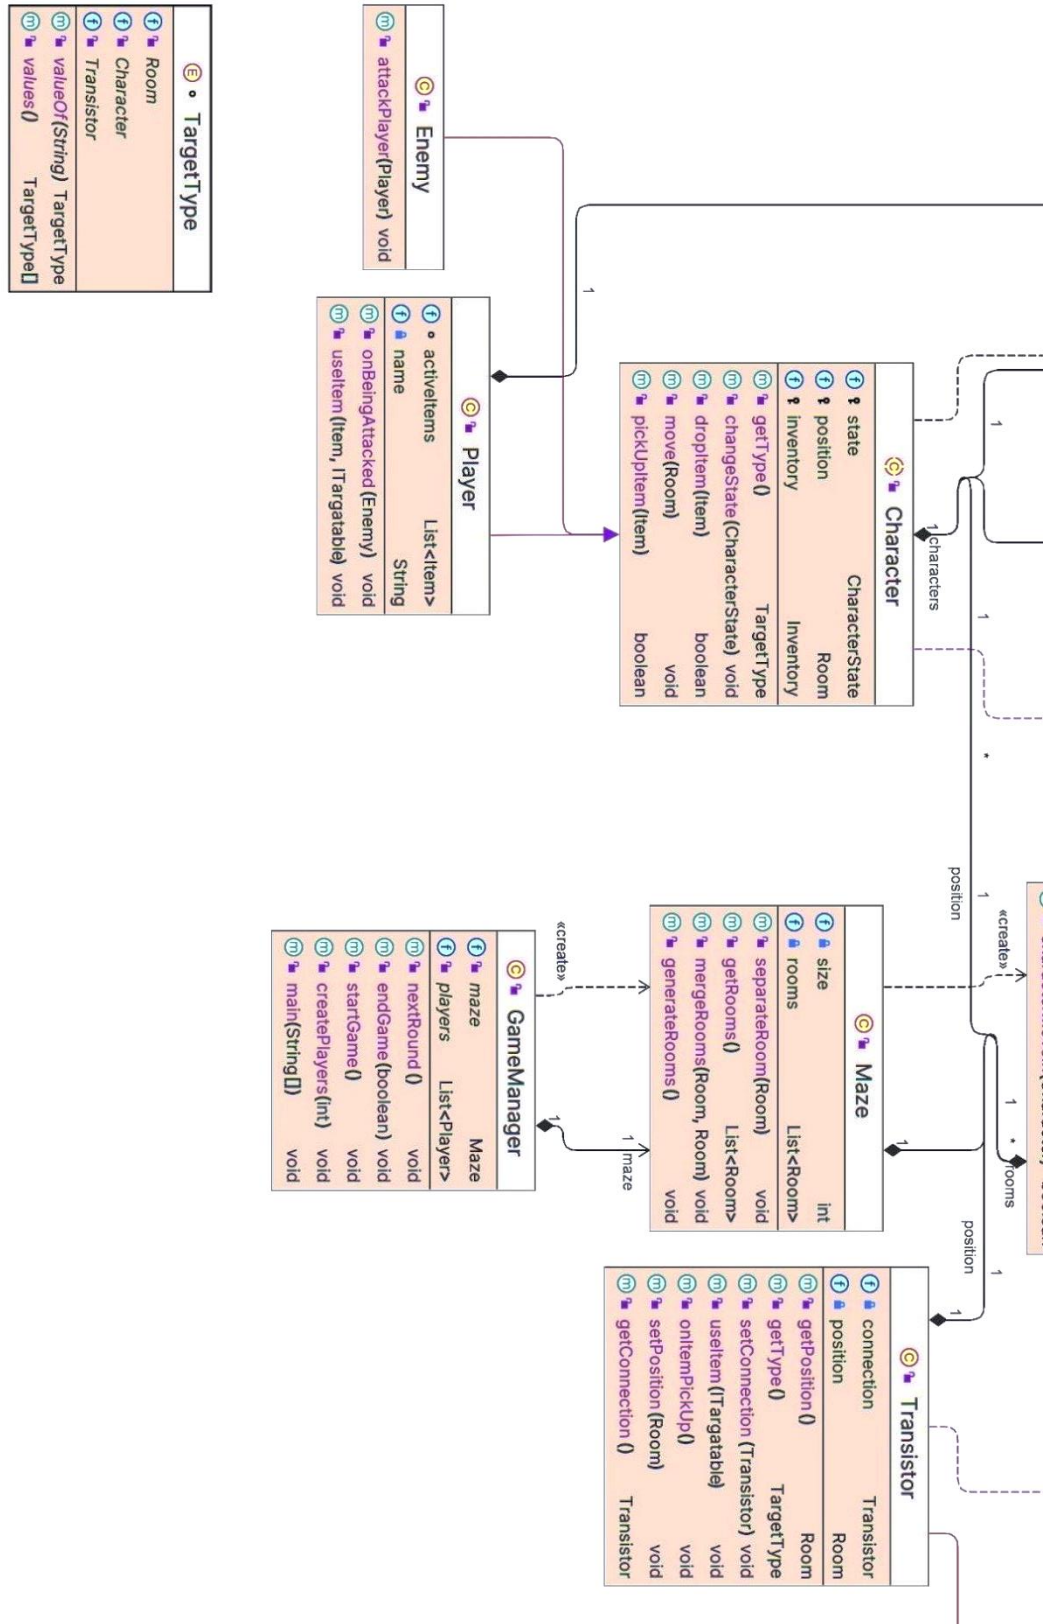 TargetType
Room
Character
Transistor
valueOf(String) TargetType
values() TargetType[]
Enemy
attackPlayer(Player) void
Player
activeItems List<Item>
name String
onBeingAttacked(Enemy) void
useItem(Item, ITargatable) void
1
Character
state CharacterState
position Room
inventory Inventory
getType() TargetType
changeState(CharacterState) void
dropItem(Item) boolean
move(Room) void
pickUpItem(Item) boolean
1
1
characters
1
*
1
position
«create»
Maze
size int
rooms List<Room>
separateRoom(Room) void
getRooms() List<Room>
mergeRooms(Room, Room) void
generateRooms() void
1
1
*
rooms
«create»
GameManager
maze Maze
players List<Player>
nextRound() void
endGame(boolean) void
startGame() void
createPlayers(int) void
main(String[]) void
1
1
maze
position
1
1
Transistor
connection Transistor
position Room
getPosition() Room
getType() TargetType
setConnection(Transistor) void
useItem(ITargatable) void
onItemPickUp() void
setPosition(Room) void
getConnection() Transistor